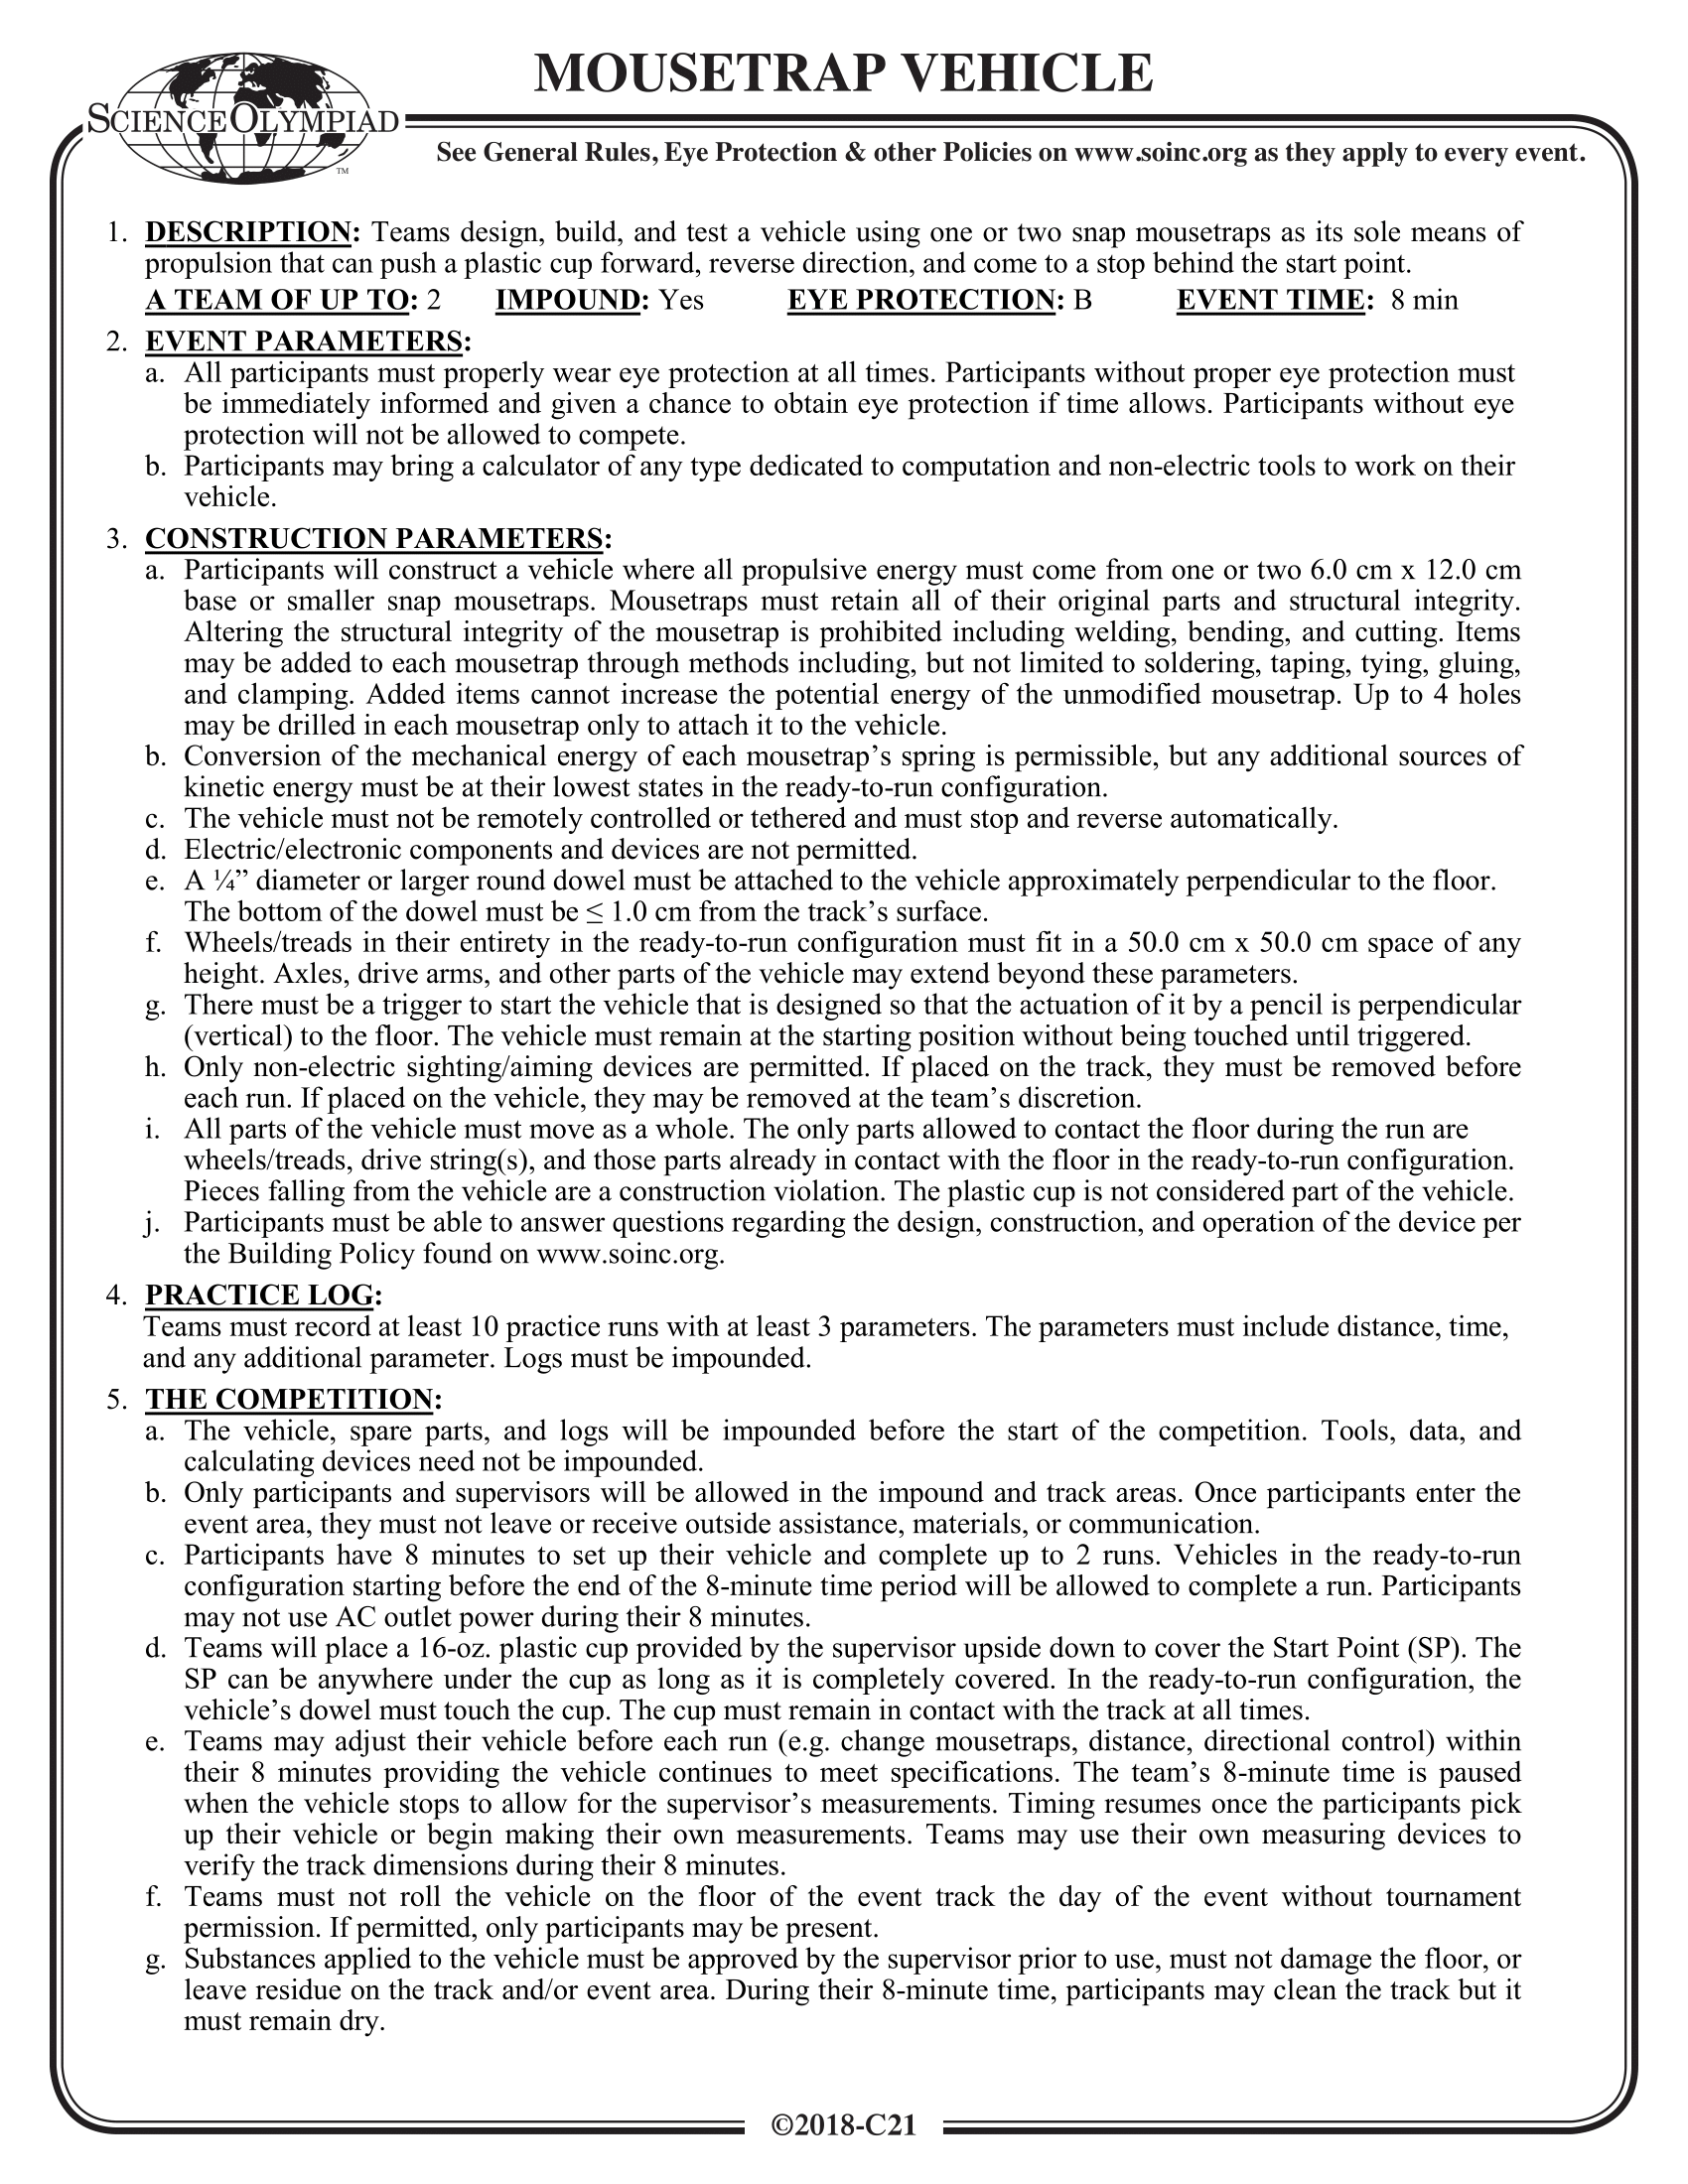 MOUSETRAP VEHICLE
SCIENCE OLYMPIAD
TM
See General Rules, Eye Protection & other Policies on www.soinc.org as they apply to every event.
1. DESCRIPTION: Teams design, build, and test a vehicle using one or two snap mousetraps as its sole means of
propulsion that can push a plastic cup forward, reverse direction, and come to a stop behind the start point.
A TEAM OF UP TO: 2 IMPOUND: Yes EYE PROTECTION: B EVENT TIME: 8 min
2. EVENT PARAMETERS:
a. All participants must properly wear eye protection at all times. Participants without proper eye protection must
be immediately informed and given a chance to obtain eye protection if time allows. Participants without eye
protection will not be allowed to compete.
b. Participants may bring a calculator of any type dedicated to computation and non-electric tools to work on their
vehicle.
3. CONSTRUCTION PARAMETERS:
a. Participants will construct a vehicle where all propulsive energy must come from one or two 6.0 cm x 12.0 cm
base or smaller snap mousetraps. Mousetraps must retain all of their original parts and structural integrity.
Altering the structural integrity of the mousetrap is prohibited including welding, bending, and cutting. Items
may be added to each mousetrap through methods including, but not limited to soldering, taping, tying, gluing,
and clamping. Added items cannot increase the potential energy of the unmodified mousetrap. Up to 4 holes
may be drilled in each mousetrap only to attach it to the vehicle.
b. Conversion of the mechanical energy of each mousetrap's spring is permissible, but any additional sources of
kinetic energy must be at their lowest states in the ready-to-run configuration.
c. The vehicle must not be remotely controlled or tethered and must stop and reverse automatically.
d. Electric/electronic components and devices are not permitted.
e. A ¼" diameter or larger round dowel must be attached to the vehicle approximately perpendicular to the floor.
The bottom of the dowel must be ≤ 1.0 cm from the track's surface.
f. Wheels/treads in their entirety in the ready-to-run configuration must fit in a 50.0 cm x 50.0 cm space of any
height. Axles, drive arms, and other parts of the vehicle may extend beyond these parameters.
g. There must be a trigger to start the vehicle that is designed so that the actuation of it by a pencil is perpendicular
(vertical) to the floor. The vehicle must remain at the starting position without being touched until triggered.
h. Only non-electric sighting/aiming devices are permitted. If placed on the track, they must be removed before
each run. If placed on the vehicle, they may be removed at the team's discretion.
i. All parts of the vehicle must move as a whole. The only parts allowed to contact the floor during the run are
wheels/treads, drive string(s), and those parts already in contact with the floor in the ready-to-run configuration.
Pieces falling from the vehicle are a construction violation. The plastic cup is not considered part of the vehicle.
j. Participants must be able to answer questions regarding the design, construction, and operation of the device per
the Building Policy found on www.soinc.org.
4. PRACTICE LOG:
Teams must record at least 10 practice runs with at least 3 parameters. The parameters must include distance, time,
and any additional parameter. Logs must be impounded.
5. THE COMPETITION:
a. The vehicle, spare parts, and logs will be impounded before the start of the competition. Tools, data, and
calculating devices need not be impounded.
b. Only participants and supervisors will be allowed in the impound and track areas. Once participants enter the
event area, they must not leave or receive outside assistance, materials, or communication.
c. Participants have 8 minutes to set up their vehicle and complete up to 2 runs. Vehicles in the ready-to-run
configuration starting before the end of the 8-minute time period will be allowed to complete a run. Participants
may not use AC outlet power during their 8 minutes.
d. Teams will place a 16-oz. plastic cup provided by the supervisor upside down to cover the Start Point (SP). The
SP can be anywhere under the cup as long as it is completely covered. In the ready-to-run configuration, the
vehicle's dowel must touch the cup. The cup must remain in contact with the track at all times.
e. Teams may adjust their vehicle before each run (e.g. change mousetraps, distance, directional control) within
their 8 minutes providing the vehicle continues to meet specifications. The team's 8-minute time is paused
when the vehicle stops to allow for the supervisor's measurements. Timing resumes once the participants pick
up their vehicle or begin making their own measurements. Teams may use their own measuring devices to
verify the track dimensions during their 8 minutes.
f. Teams must not roll the vehicle on the floor of the event track the day of the event without tournament
permission. If permitted, only participants may be present.
g. Substances applied to the vehicle must be approved by the supervisor prior to use, must not damage the floor, or
leave residue on the track and/or event area. During their 8-minute time, participants may clean the track but it
must remain dry.
©2018-C21